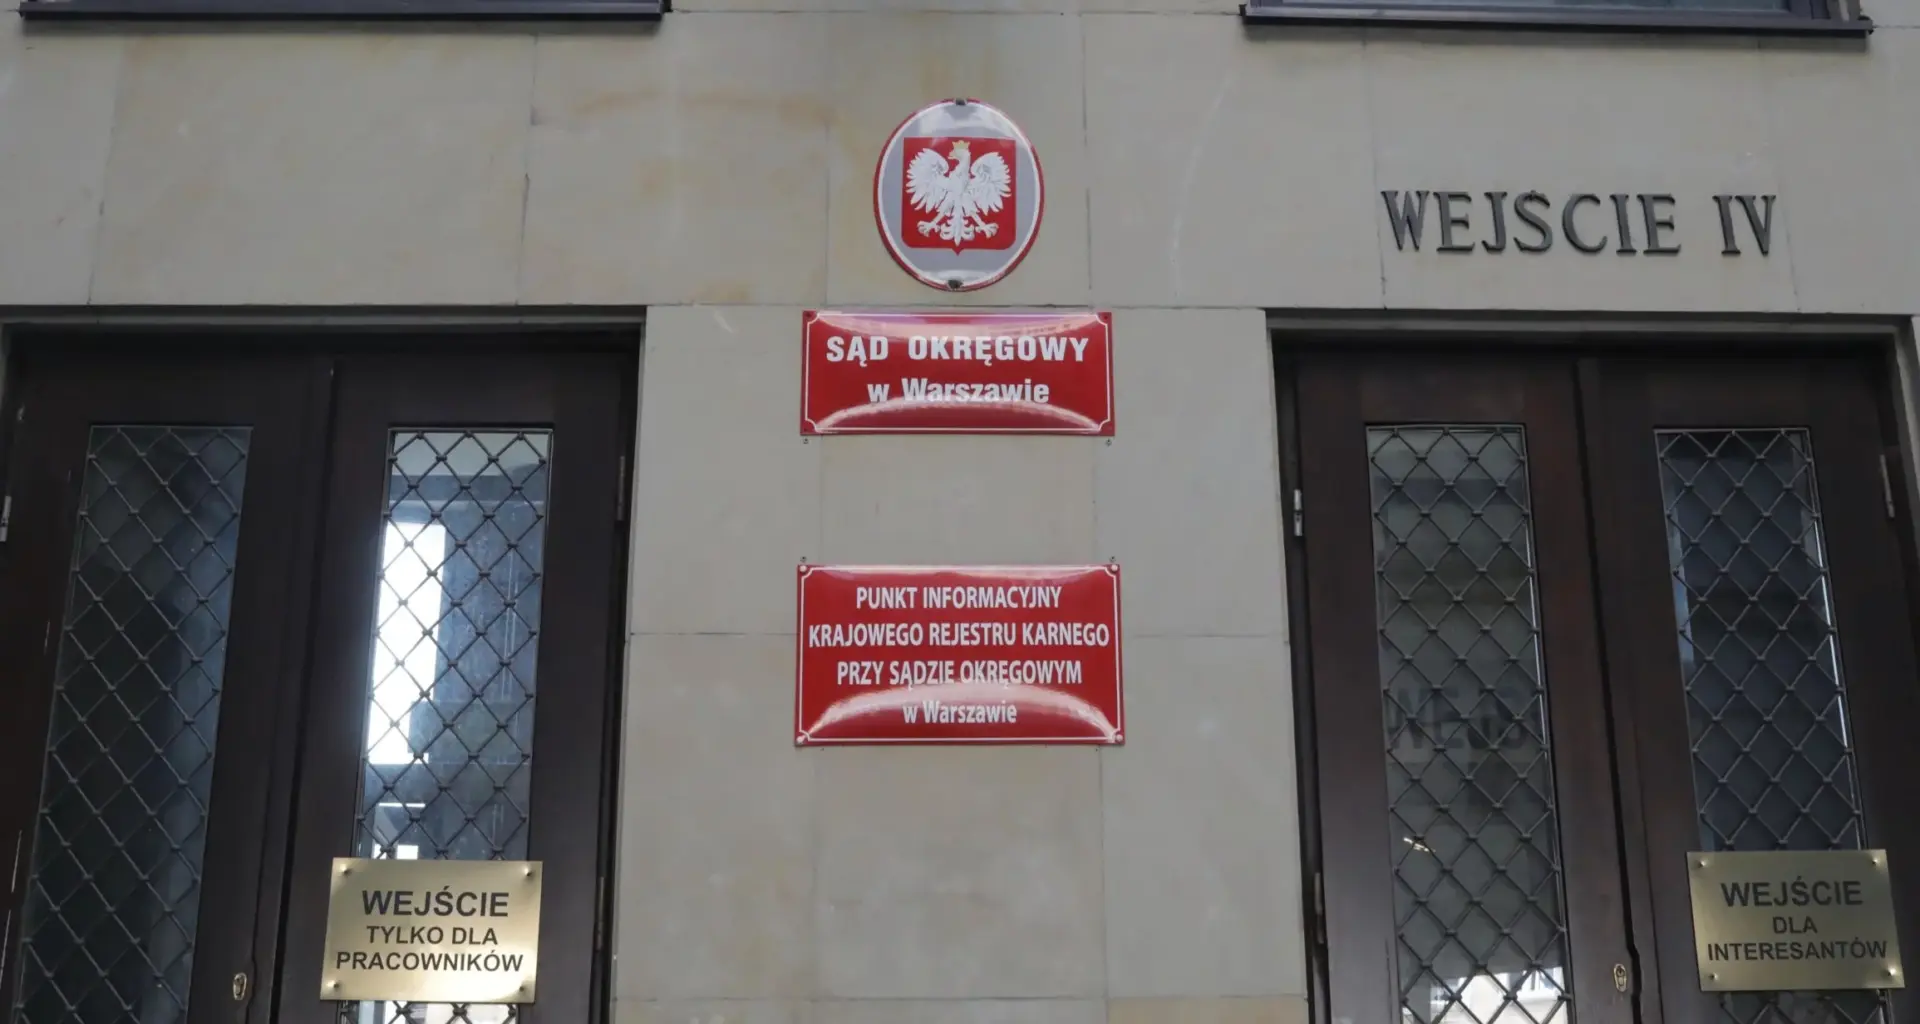 WEJŚCIE IV
SĄD OKRĘGOWY
w Warszawie
PUNKT INFORMACYJNY
KRAJOWEGO REJESTRU KARNEGO
PRZY SĄDZIE OKRĘGOWYM
w Warszawie
WEJŚCIE
TYLKO DLA
PRACOWNIKÓW
WEJŚCIE
DLA
INTERESANTÓW